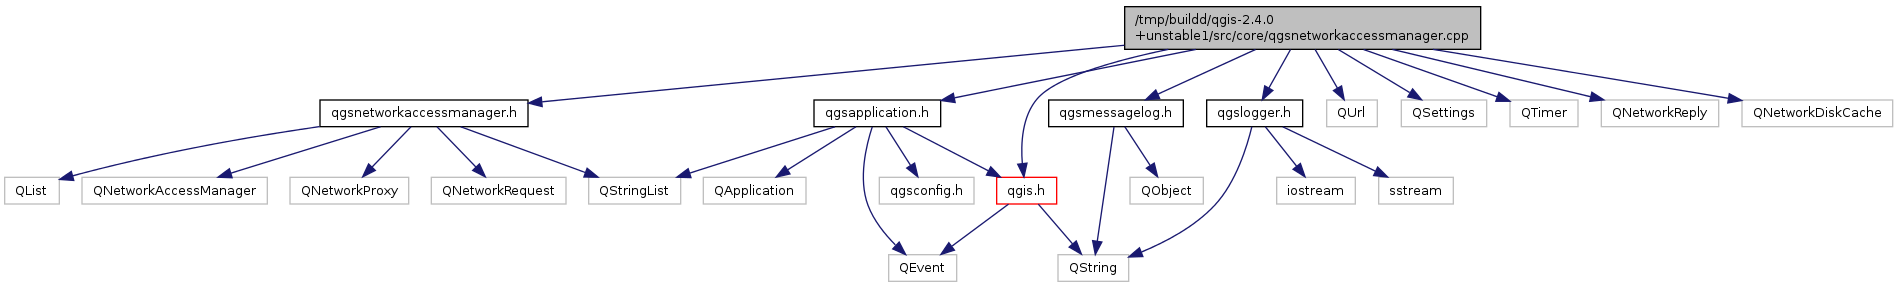 /tmp/buildd/qgis-2.4.0
+unstable1/src/core/qgsnetworkaccessmanager.cpp
qgsnetworkaccessmanager.h
qgsapplication.h
qgsmessagelog.h
qgslogger.h
QUrl
QSettings
QTimer
QNetworkReply
QNetworkDiskCache
QList
QNetworkAccessManager
QNetworkProxy
QNetworkRequest
QStringList
QApplication
qgsconfig.h
qgis.h
QObject
iostream
sstream
QEvent
QString